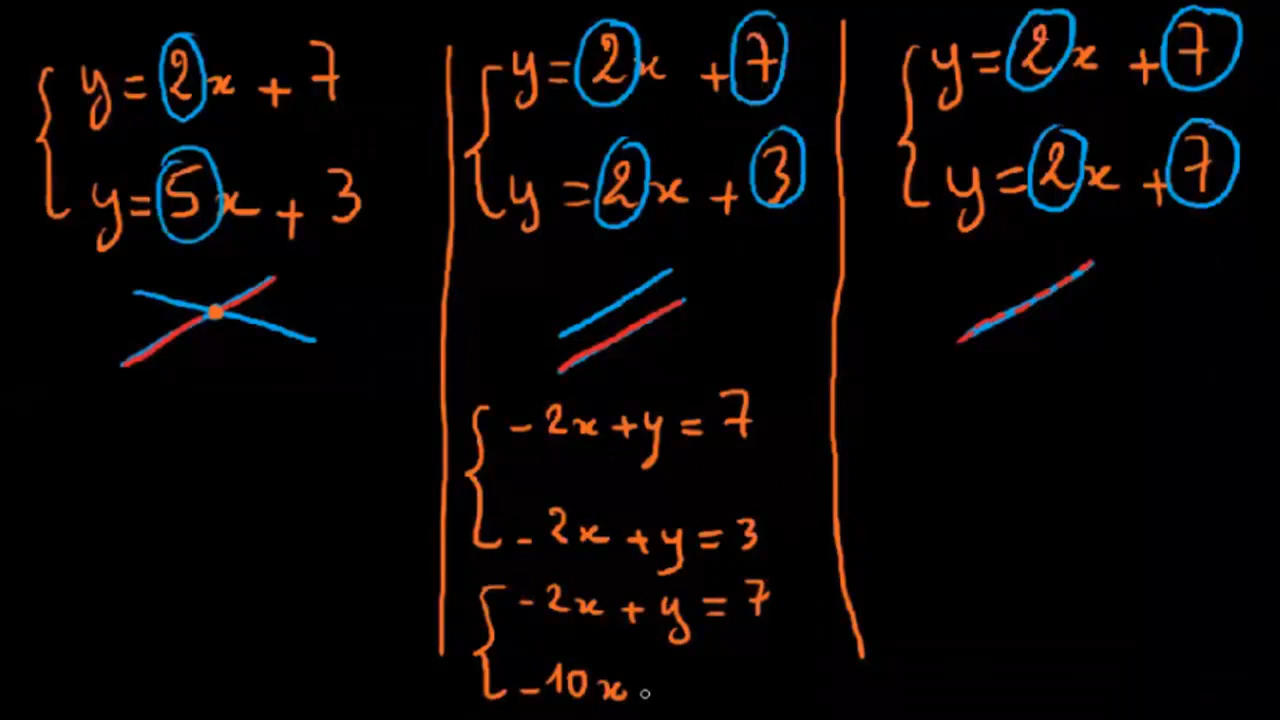 y = 2x + 7
y = 5x + 3
y = 2x + 7
y = 2x + 3
-2x + y = 7
-2x + y = 3
-2x + y = 7
-10x
y = 2x + 7
y = 2x + 7